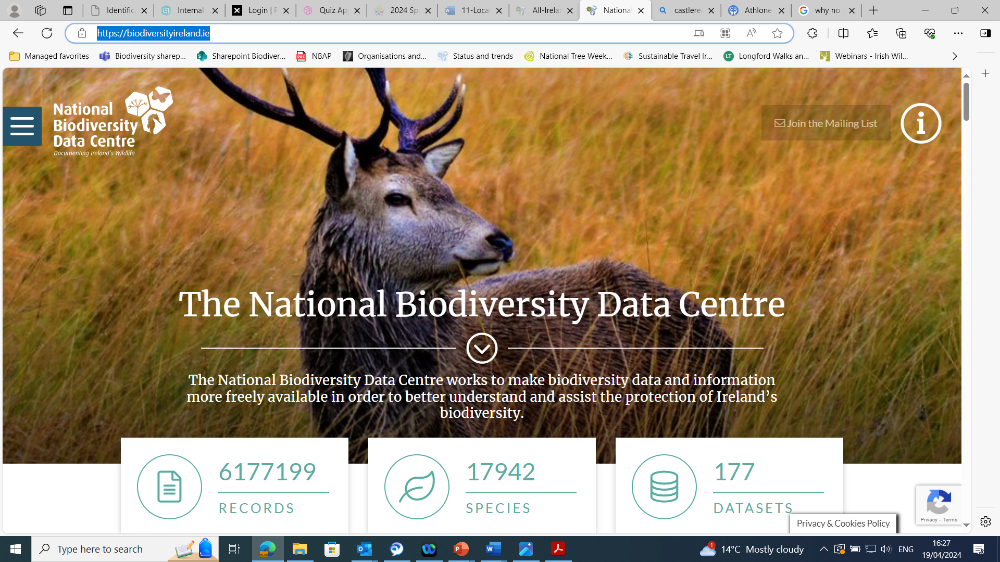 Identific
Internal
Login | P
Quiz Ap
2024 Sp
11-Local
All-Irelan
National
castlerea
Athlone
why no
https://biodiversityireland.ie
Managed favorites
Biodiversity sharep...
Sharepoint Biodiver...
NBAP
Organisations and...
Status and trends
National Tree Week...
Sustainable Travel Ir...
LT
Longford Walks an...
Webinars - Irish Wil...
National
Biodiversity
Data Centre
Documenting Ireland's Wildlife
Join the Mailing List
The National Biodiversity Data Centre
The National Biodiversity Data Centre works to make biodiversity data and information
more freely available in order to better understand and assist the protection of Ireland’s
biodiversity.
6177199
RECORDS
17942
SPECIES
177
DATASETS
Privacy - Terms
Privacy & Cookies Policy
Type here to search
1
14°C Mostly cloudy
ENG
16:27
19/04/2024